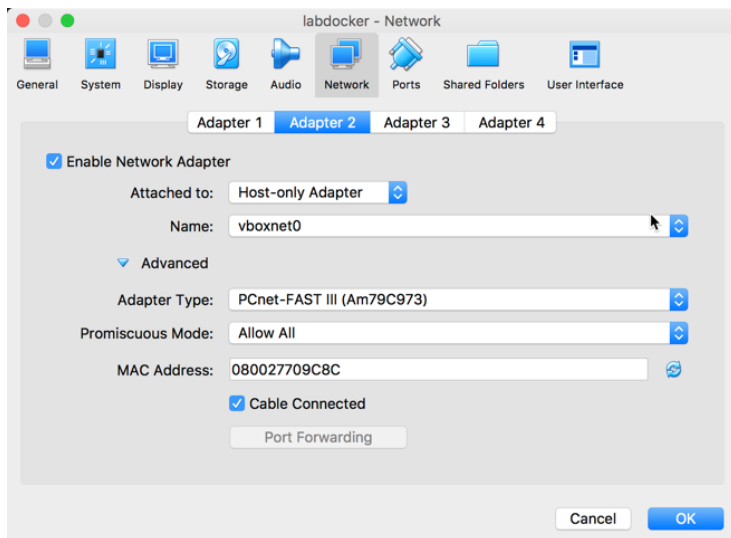 labdocker - Network
General System Display Storage Audio Network Ports Shared Folders User Interface
Adapter 1 Adapter 2 Adapter 3 Adapter 4
Enable Network Adapter
Attached to: Host-only Adapter
Name: vboxnet0
Advanced
Adapter Type: PCnet-FAST III (Am79C973)
Promiscuous Mode: Allow All
MAC Address: 080027709C8C
Cable Connected
Port Forwarding
Cancel OK